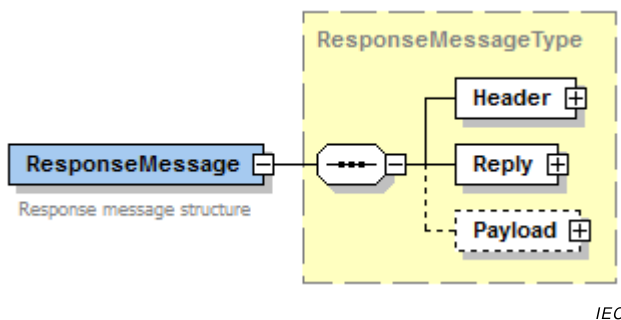 ResponseMessageType
Header
ResponseMessage
Reply
Response message structure
Payload
IEC